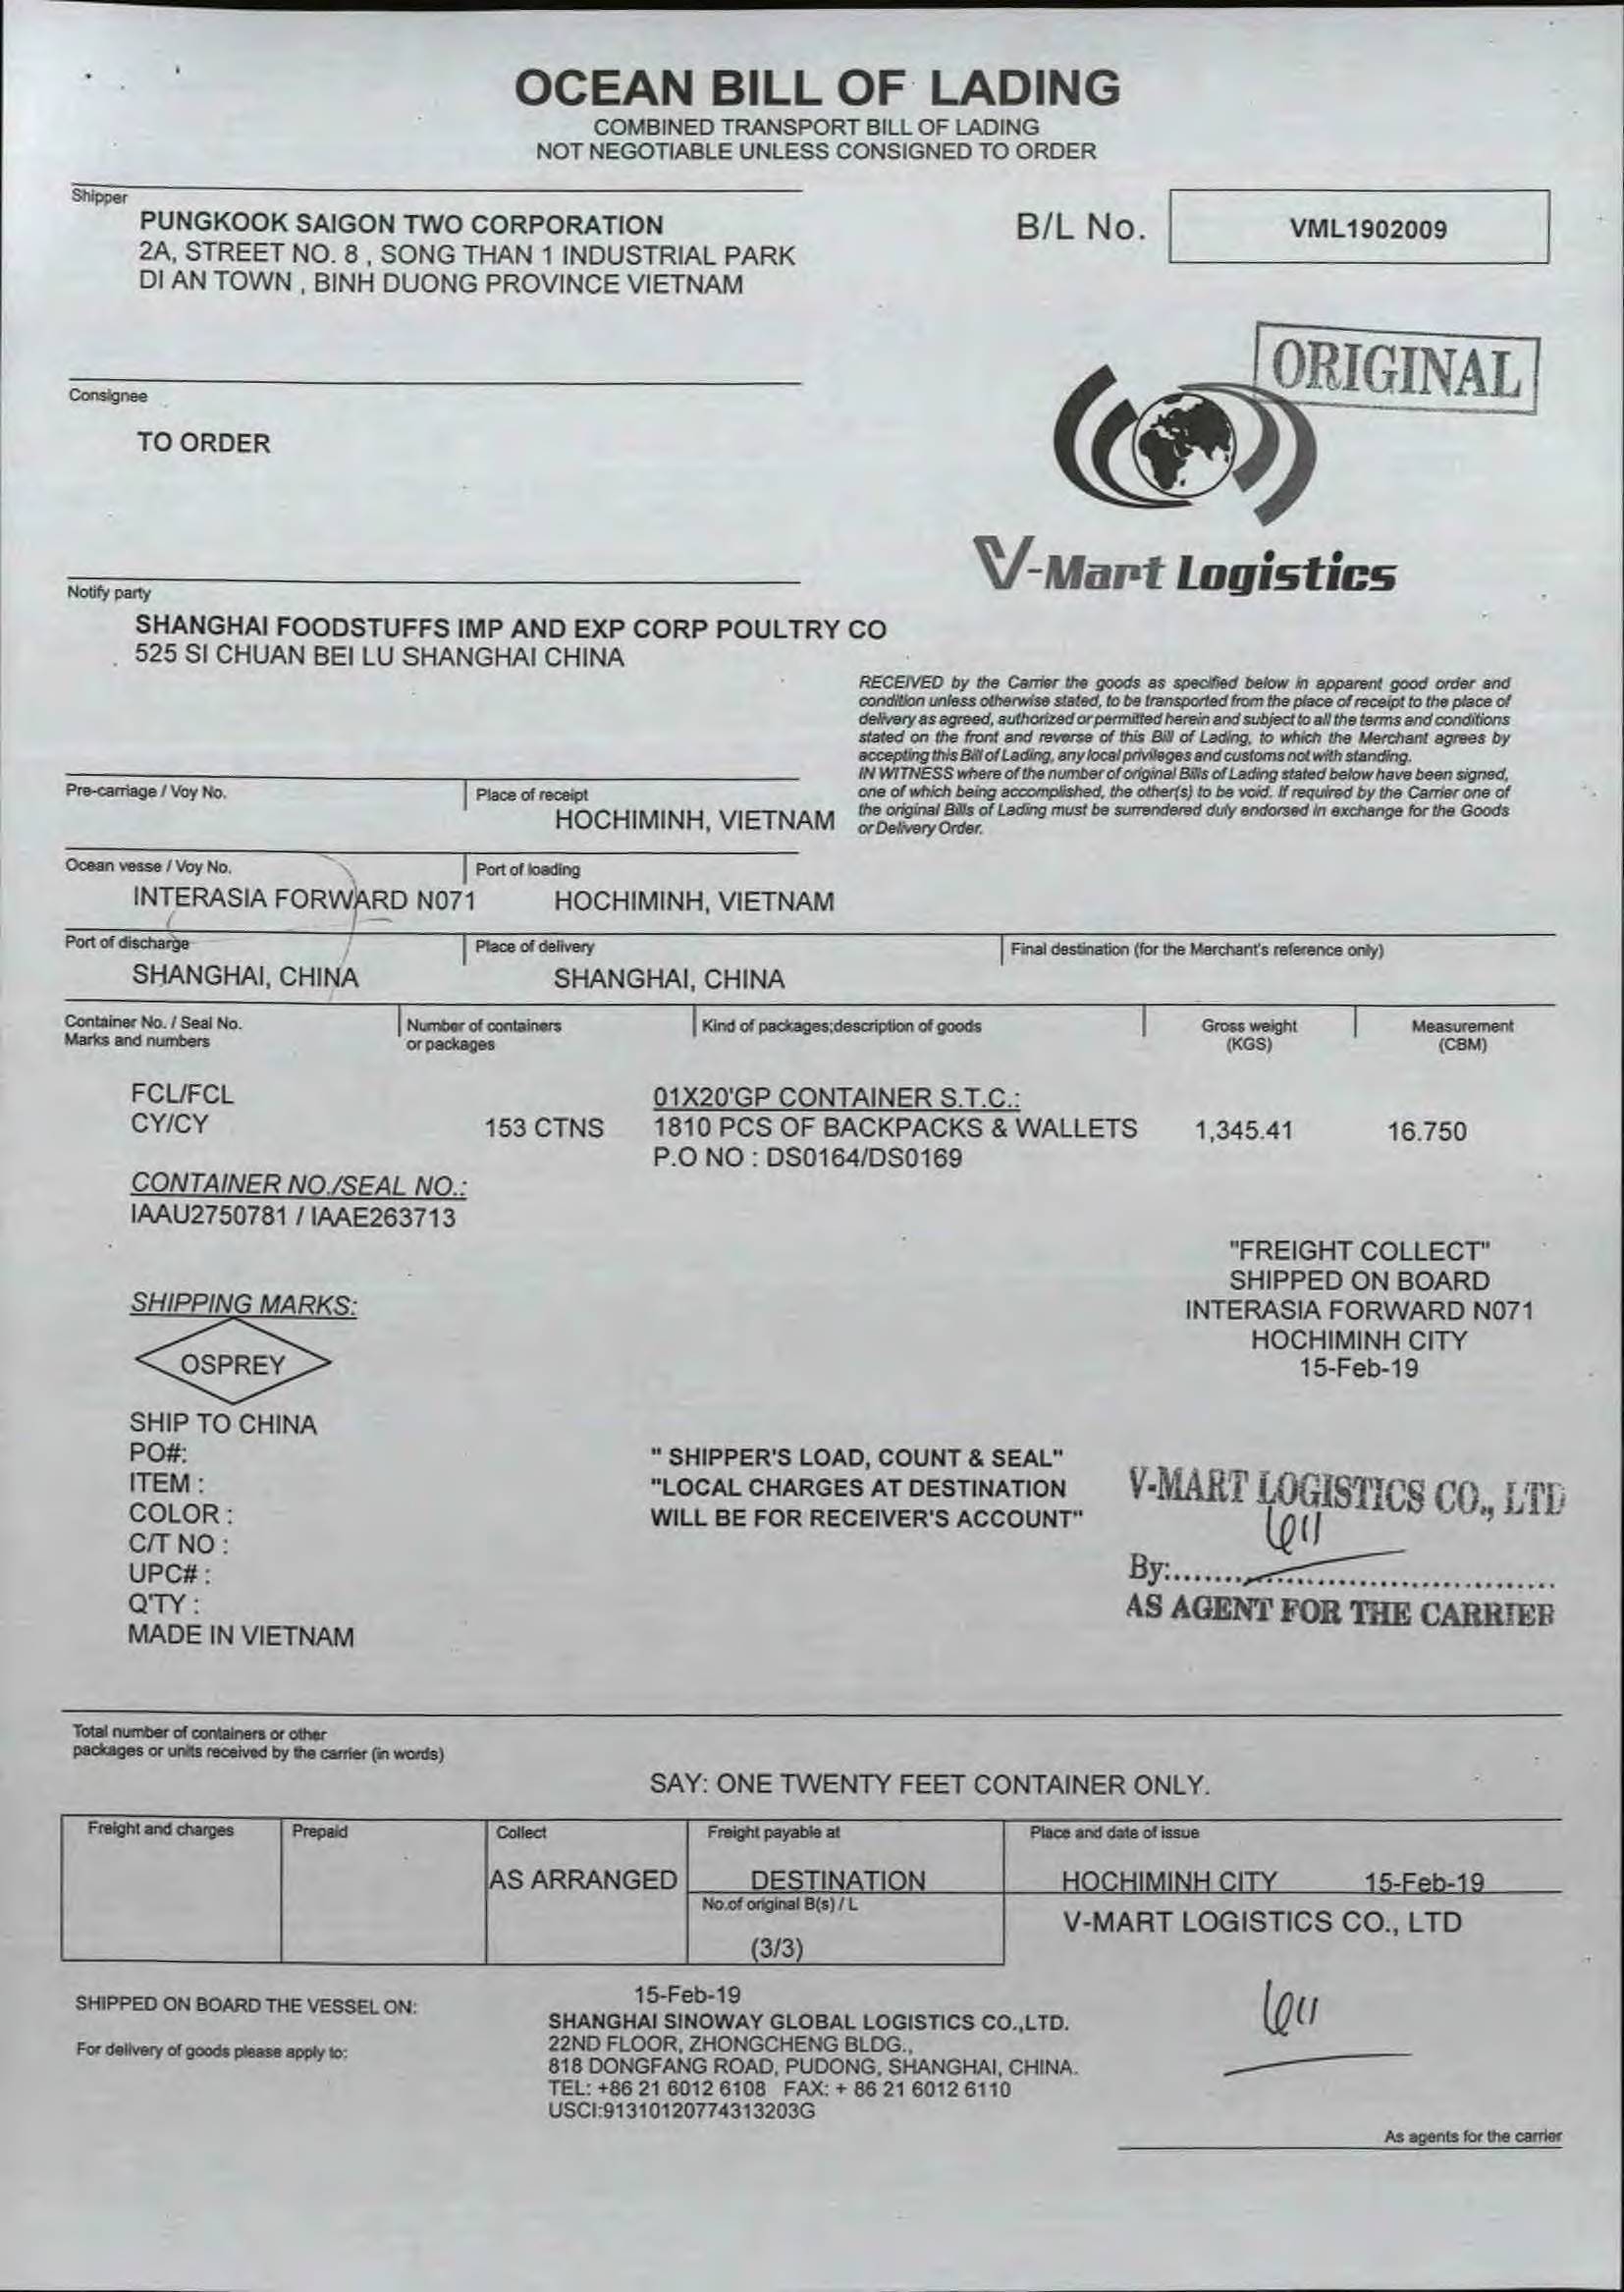 OCEAN BILL OF LADING
COMBINED TRANSPORT BILL OF LADING
NOT NEGOTIABLE UNLESS CONSIGNED TO ORDER
Shipper
PUNGKOOK SAIGON TWO CORPORATION
2A, STREET NO. 8 , SONG THAN 1 INDUSTRIAL PARK
DI AN TOWN , BINH DUONG PROVINCE VIETNAM
B/L No.
VML1902009
ORIGINAL
Consignee
TO ORDER
V-Mart Logistics
Notify party
SHANGHAI FOODSTUFFS IMP AND EXP CORP POULTRY CO
525 SI CHUAN BEI LU SHANGHAI CHINA
RECEIVED by the Carrier the goods as specified below in apparent good order and
condition unless otherwise stated, to be transported from the place of receipt to the place of
delivery as agreed, authorized or permitted herein and subject to all the terms and conditions
stated on the front and reverse of this Bill of Lading, to which the Merchant agrees by
accepting this Bill of Lading, any local privileges and customs not with standing.
IN WITNESS where of the number of original Bills of Lading stated below have been signed,
one of which being accomplished, the other(s) to be void. If required by the Carrier one of
the original Bills of Lading must be surrendered duly endorsed in exchange for the Goods
or Delivery Order.
Pre-carriage / Voy No.
Place of receipt
HOCHIMINH, VIETNAM
Ocean vesse / Voy No.
Port of loading
INTERASIA FORWARD N071
HOCHIMINH, VIETNAM
Port of discharge
Place of delivery
Final destination (for the Merchant's reference only)
SHANGHAI, CHINA
SHANGHAI, CHINA
Container No. / Seal No.
Marks and numbers
Number of containers
or packages
Kind of packages;description of goods
Gross weight
(KGS)
Measurement
(CBM)
FCL/FCL
CY/CY
153 CTNS
01X20'GP CONTAINER S.T.C.:
1810 PCS OF BACKPACKS & WALLETS
P.O NO : DS0164/DS0169
1,345.41
16.750
CONTAINER NO./SEAL NO.:
IAAU2750781 / IAAE263713
"FREIGHT COLLECT"
SHIPPED ON BOARD
INTERASIA FORWARD N071
HOCHIMINH CITY
15-Feb-19
SHIPPING MARKS:
OSPREY
SHIP TO CHINA
PO#:
ITEM :
COLOR :
C/T NO :
UPC# :
Q'TY :
MADE IN VIETNAM
" SHIPPER'S LOAD, COUNT & SEAL"
"LOCAL CHARGES AT DESTINATION
WILL BE FOR RECEIVER'S ACCOUNT"
V-MART LOGISTICS CO., LTD
By:
AS AGENT FOR THE CARRIER
Total number of containers or other
packages or units received by the carrier (in words)
SAY: ONE TWENTY FEET CONTAINER ONLY.
Freight and charges
Prepaid
Collect
Freight payable at
Place and date of issue
AS ARRANGED
DESTINATION
HOCHIMINH CITY 15-Feb-19
No.of original B(s) / L
(3/3)
V-MART LOGISTICS CO., LTD
SHIPPED ON BOARD THE VESSEL ON:
15-Feb-19
For delivery of goods please apply to:
SHANGHAI SINOWAY GLOBAL LOGISTICS CO.,LTD.
22ND FLOOR, ZHONGCHENG BLDG.,
818 DONGFANG ROAD, PUDONG, SHANGHAI, CHINA.
TEL: +86 21 6012 6108 FAX: + 86 21 6012 6110
USCI:91310120774313203G
As agents for the carrier